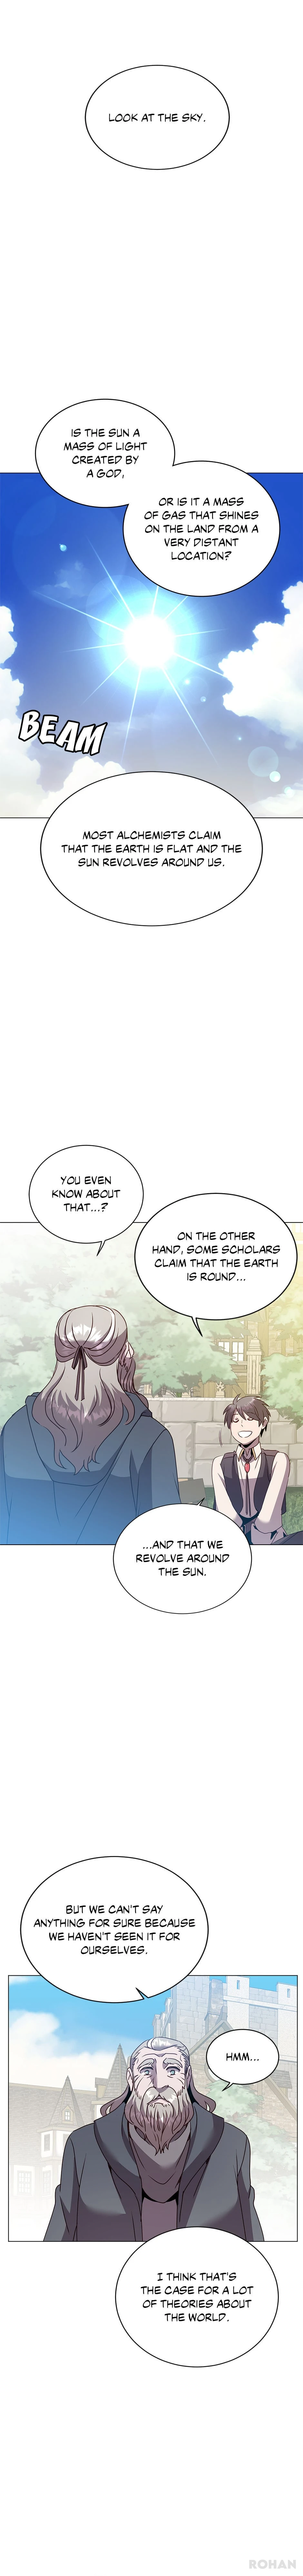 LOOK AT THE SKY.
IS THE SUN A
MASS OF LIGHT
CREATED BY
A GOD,
OR IS IT A MASS
OF GAS THAT SHINES
ON THE LAND FROM A
VERY DISTANT
LOCATION?
BEAM
MOST ALCHEMISTS CLAIM
THAT THE EARTH IS FLAT AND THE
SUN REVOLVES AROUND US.
YOU EVEN
KNOW ABOUT
THAT...?
ON THE OTHER
HAND, SOME SCHOLARS
CLAIM THAT THE EARTH
IS ROUND...
...AND THAT WE
REVOLVE AROUND
THE SUN.
BUT WE CAN'T SAY
ANYTHING FOR SURE BECAUSE
WE HAVEN'T SEEN IT FOR
OURSELVES.
HMM...
I THINK THAT'S
THE CASE FOR A LOT
OF THEORIES ABOUT
THE WORLD.
ROHAN